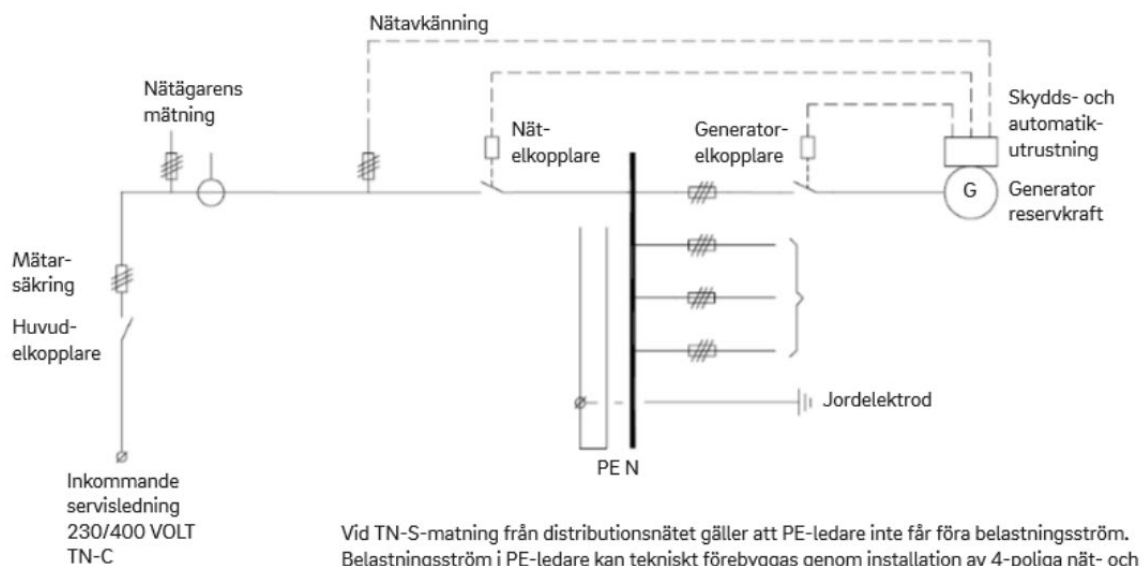 Nätavkänning
Nätägarens
mätning
Nät-
elkopplare
Generator-
elkopplare
Skydds- och
automatik-
utrustning
G
Generator
reservkraft
Mätar-
säkring
Huvud-
elkopplare
Jordelektrod
PE N
Inkommande
servisledning
230/400 VOLT
TN-C
Vid TN-S-matning från distributionsnätet gäller att PE-ledare inte får föra belastningsström.
Belastningsström i PE-ledare kan tekniskt förebyggas genom installation av 4-poliga nät- och